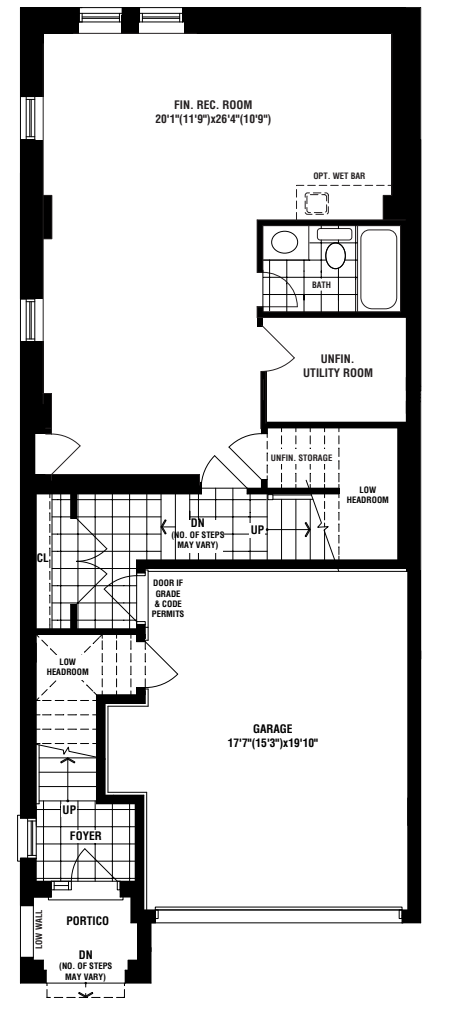 FIN. REC. ROOM
20'1"(11'9")x26'4"(10'9")
OPT. WET BAR
BATH
UNFIN.
UTILITY ROOM
UNFIN. STORAGE
LOW
HEADROOM
DN
(NO. OF STEPS
MAY VARY)
UP
CL
DOOR IF
GRADE
& CODE
PERMITS
LOW
HEADROOM
GARAGE
17'7"(15'3")x19'10"
UP
FOYER
LOW WALL
PORTICO
DN
(NO. OF STEPS
MAY VARY)